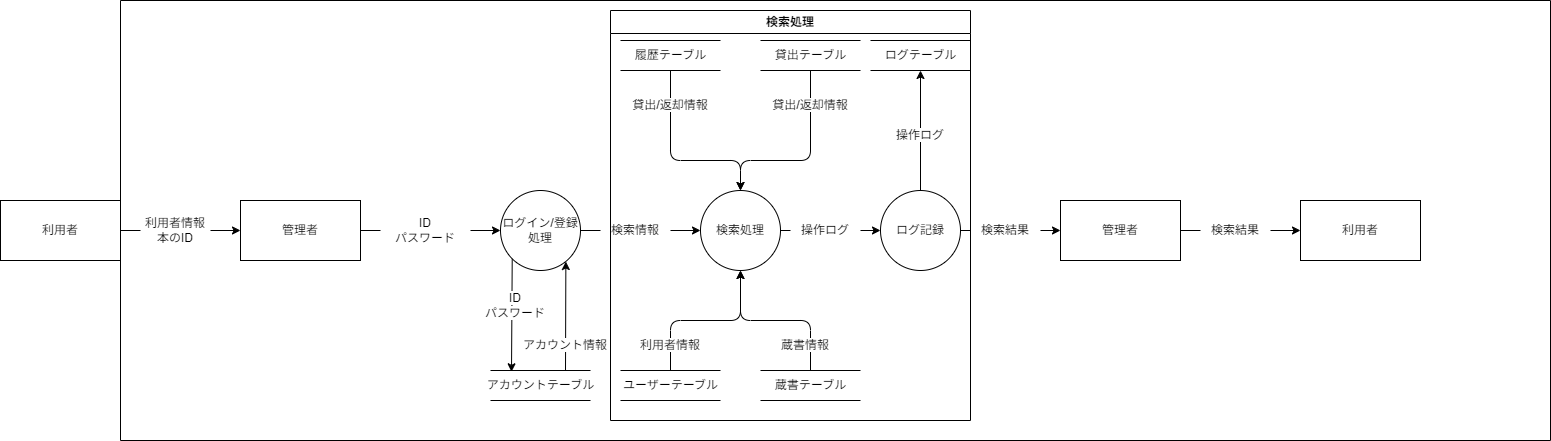 検索処理
履歴テーブル
貸出テーブル
ログテーブル
貸出/返却情報
貸出/返却情報
操作ログ
利用者
利用者情報
本のID
管理者
ID
パスワード
ログイン/登録
処理
検索情報
検索処理
操作ログ
ログ記録
検索結果
管理者
検索結果
利用者
ID
パスワード
アカウント情報
利用者情報
蔵書情報
アカウントテーブル
ユーザーテーブル
蔵書テーブル